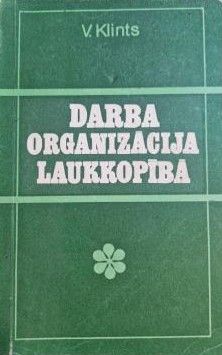 V. Klints
DARBA
ORGANIZĀCIJA
LAUKKOPĪBĀ